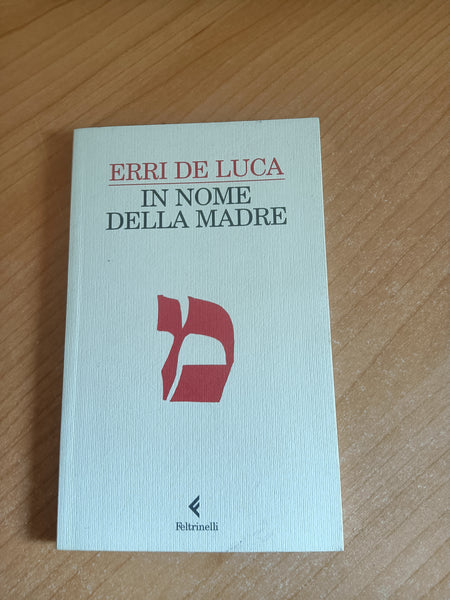 ERRI DE LUCA
IN NOME
DELLA MADRE
מ
Feltrinelli